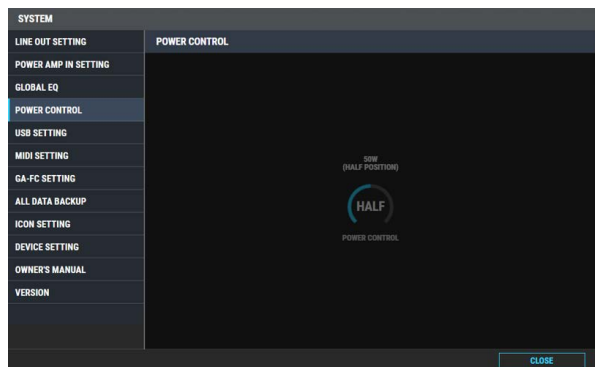 SYSTEM
LINE OUT SETTING
POWER AMP IN SETTING
GLOBAL EQ
POWER CONTROL
USB SETTING
MIDI SETTING
GA-FC SETTING
ALL DATA BACKUP
ICON SETTING
DEVICE SETTING
OWNER'S MANUAL
VERSION
POWER CONTROL
50W
(HALF POSITION)
HALF
POWER CONTROL
CLOSE